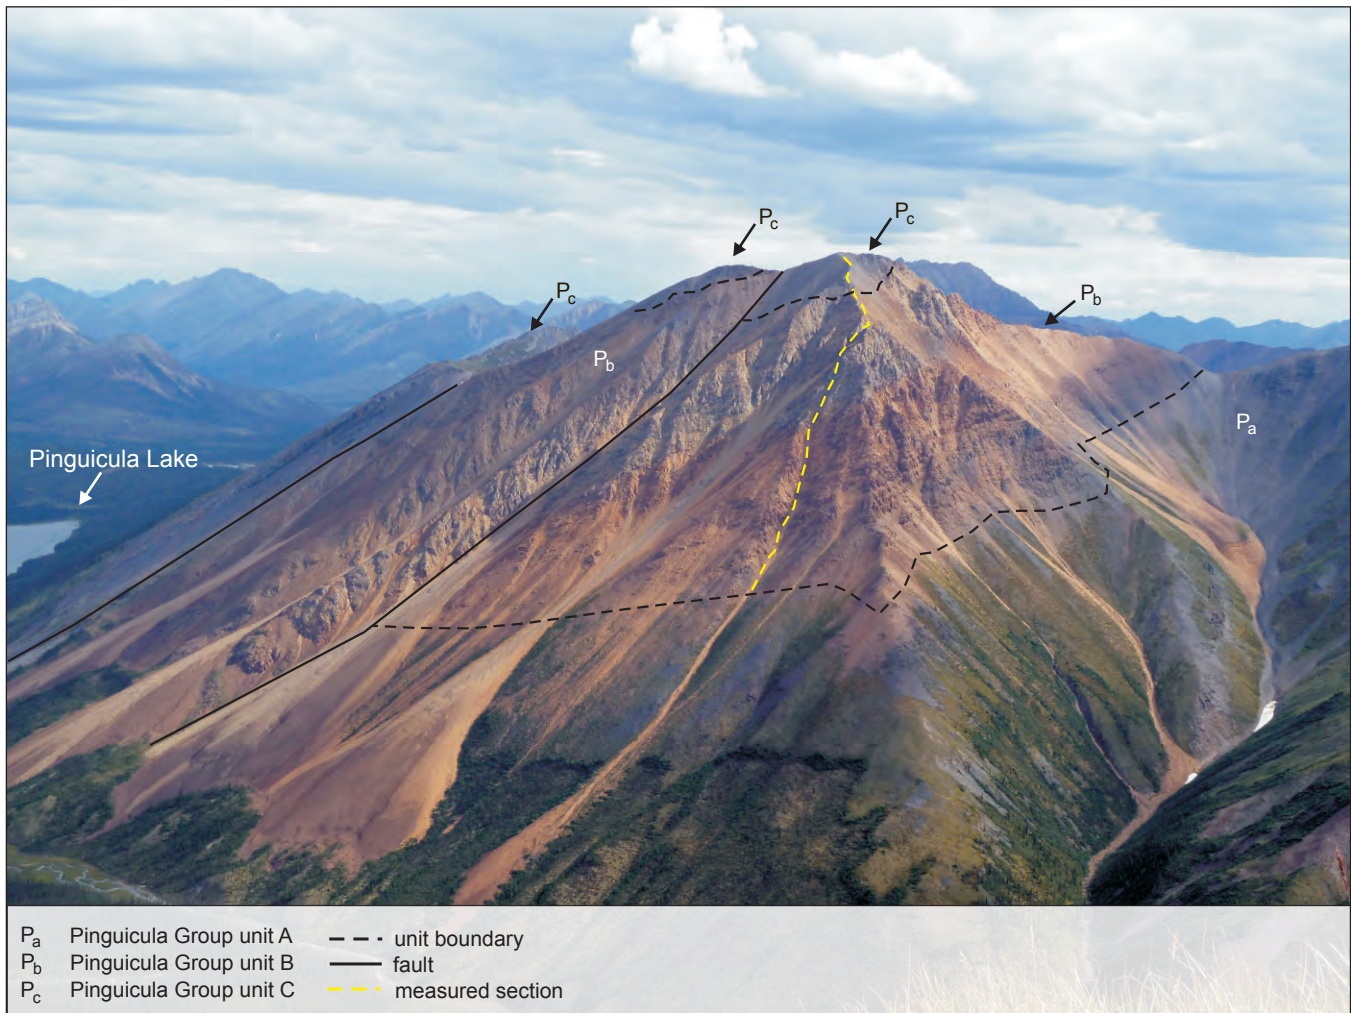 Pc
Pc
Pc
Pb
Pb
Pa
Pinguicula Lake
Pa Pinguicula Group unit A
Pb Pinguicula Group unit B
Pc Pinguicula Group unit C
unit boundary
fault
measured section